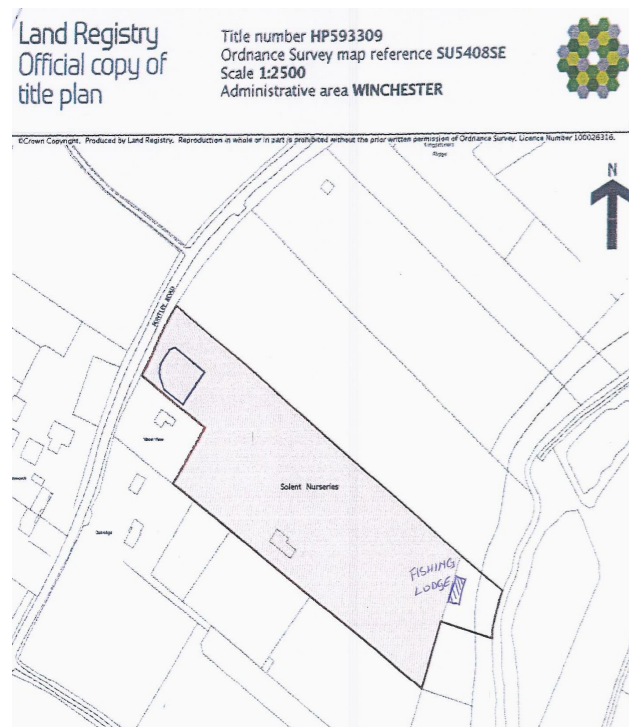 Land Registry
Official copy of
title plan
Title number HP593309
Ordnance Survey map reference SU5408SE
Scale 1:2500
Administrative area WINCHESTER
©Crown Copyright. Produced by Land Registry. Reproduction in whole or in part is prohibited without the prior written permission of Ordnance Survey. Licence Number 100026316.
N
Solent Nurseries
FISHING
LODGE